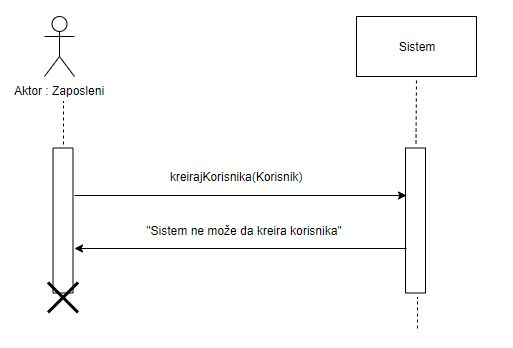 Sistem
Aktor : Zaposleni
kreirajKorisnika(Korisnik)
"Sistem ne može da kreira korisnika"